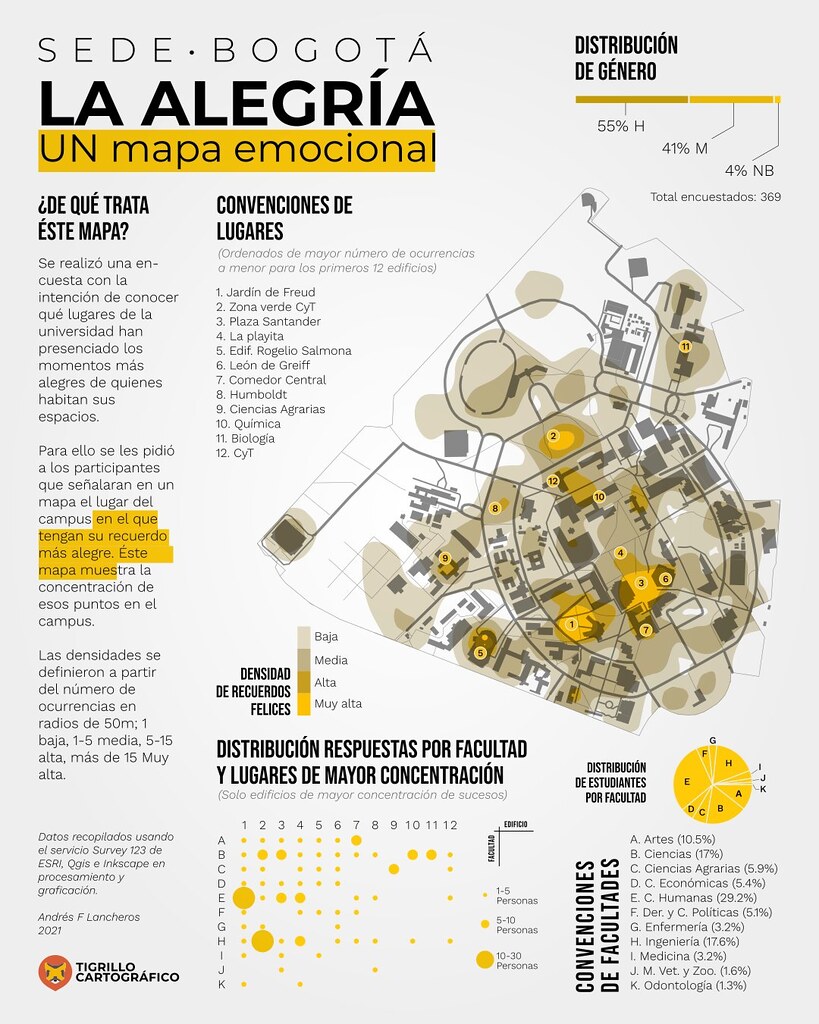 SEDE·BOGOTÁ
LA ALEGRÍA
UN mapa emocional
DISTRIBUCIÓN
DE GÉNERO
55% H
41% M
4% NB
Total encuestados: 369
¿DE QUÉ TRATA
ÉSTE MAPA?
Se realizó una en-
cuesta con la
intención de conocer
qué lugares de la
universidad han
presenciado los
momentos más
alegres de quienes
habitan sus
espacios.
Para ello se les pidió
a los participantes
que señalaran en un
mapa el lugar del
campus en el que
tengan su recuerdo
más alegre. Éste
mapa muestra la
concentración de
esos puntos en el
campus.
Las densidades se
definieron a partir
del número de
ocurrencias en
radios de 50m; 1
baja, 1-5 media, 5-15
alta, más de 15 Muy
alta.
Datos recopilados usando
el servicio Survey 123 de
ESRI, Qgis e Inkscape en
procesamiento y
graficación.
Andrés F Lancheros
2021
TIGRILLO
CARTOGRÁFICO
CONVENCIONES DE
LUGARES
(Ordenados de mayor número de ocurrencias
a menor para los primeros 12 edificios)
1. Jardín de Freud
2. Zona verde CyT
3. Plaza Santander
4. La playita
5. Edif. Rogelio Salmona
6. León de Greiff
7. Comedor Central
8. Humboldt
9. Ciencias Agrarias
10. Química
11. Biología
12. CyT
11
2
12
10
8
9
4
3
6
1
7
5
DENSIDAD
DE RECUERDOS
FELICES
Baja
Media
Alta
Muy alta
DISTRIBUCIÓN RESPUESTAS POR FACULTAD
Y LUGARES DE MAYOR CONCENTRACIÓN
(Solo edificios de mayor concentración de sucesos)
1 2 3 4 5 6 7 8 9 10 11 12
A
B
C
D
E
F
G
H
I
J
K
EDIFICIO
FACULTAD
1-5
Personas
5-10
Personas
10-30
Personas
DISTRIBUCIÓN
DE ESTUDIANTES
POR FACULTAD
G
F
H
I
J
K
E
A
D
C
B
CONVENCIONES
DE FACULTADES
A. Artes (10.5%)
B. Ciencias (17%)
C. Ciencias Agrarias (5.9%)
D. C. Económicas (5.4%)
E. C. Humanas (29.2%)
F. Der. y C. Políticas (5.1%)
G. Enfermería (3.2%)
H. Ingeniería (17.6%)
I. Medicina (3.2%)
J. M. Vet. y Zoo. (1.6%)
K. Odontología (1.3%)